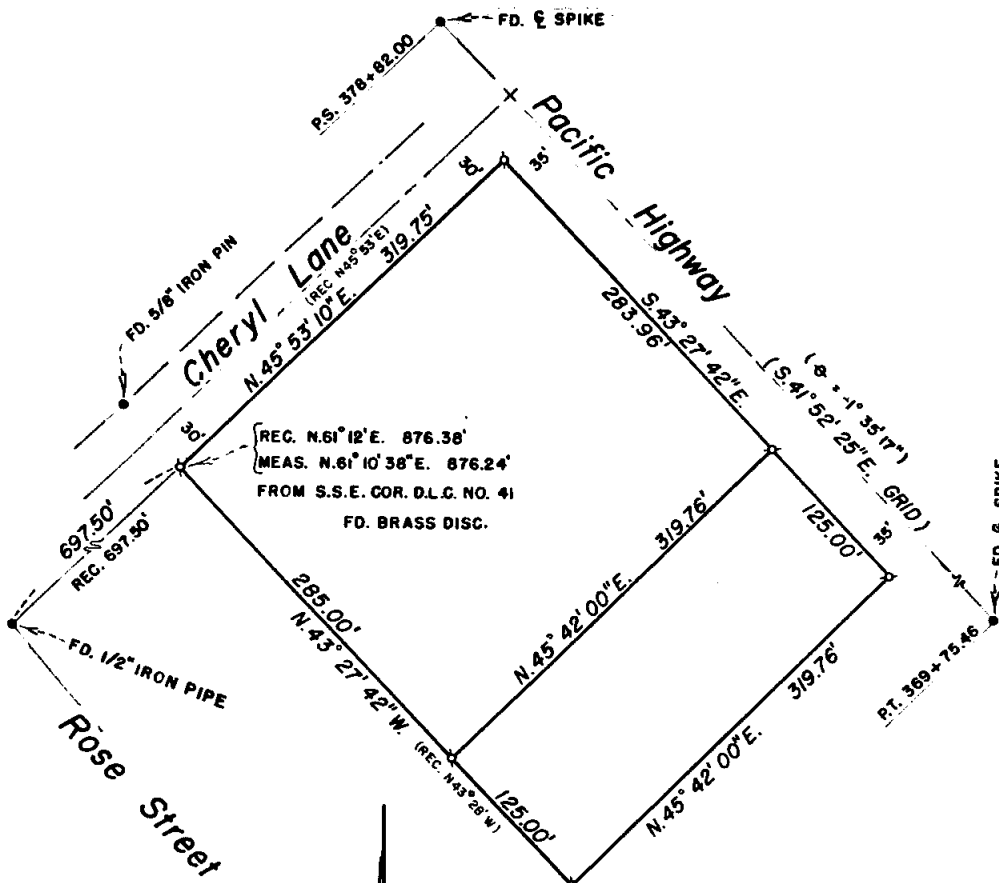 FD. ℄ SPIKE
P.S. 378+82.00
Pacific
Highway
30'
35'
FD. 5/8" IRON PIN
Cheryl Lane
(REC. N45°53'E)
N.45° 53' 10"E. 319.75'
S.43° 27' 42"E.
283.96'
(θ = -1° 35' 17")
(S.41° 52' 25"E. GRID)
30'
REC. N.61° 12'E. 876.38'
MEAS. N.61° 10' 38"E. 876.24'
FROM S.S.E. COR. D.L.C. NO. 41
FD. BRASS DISC.
697.50'
REC. 697.50'
FD. 1/2" IRON PIPE
285.00'
N.43° 27' 42"W.
(REC. N43°28'W)
N.45° 42' 00"E. 319.76'
125.00'
35'
FD. ℄ SPIKE
P.T. 369+75.46
125.00'
N.45° 42' 00"E. 319.76'
Rose Street